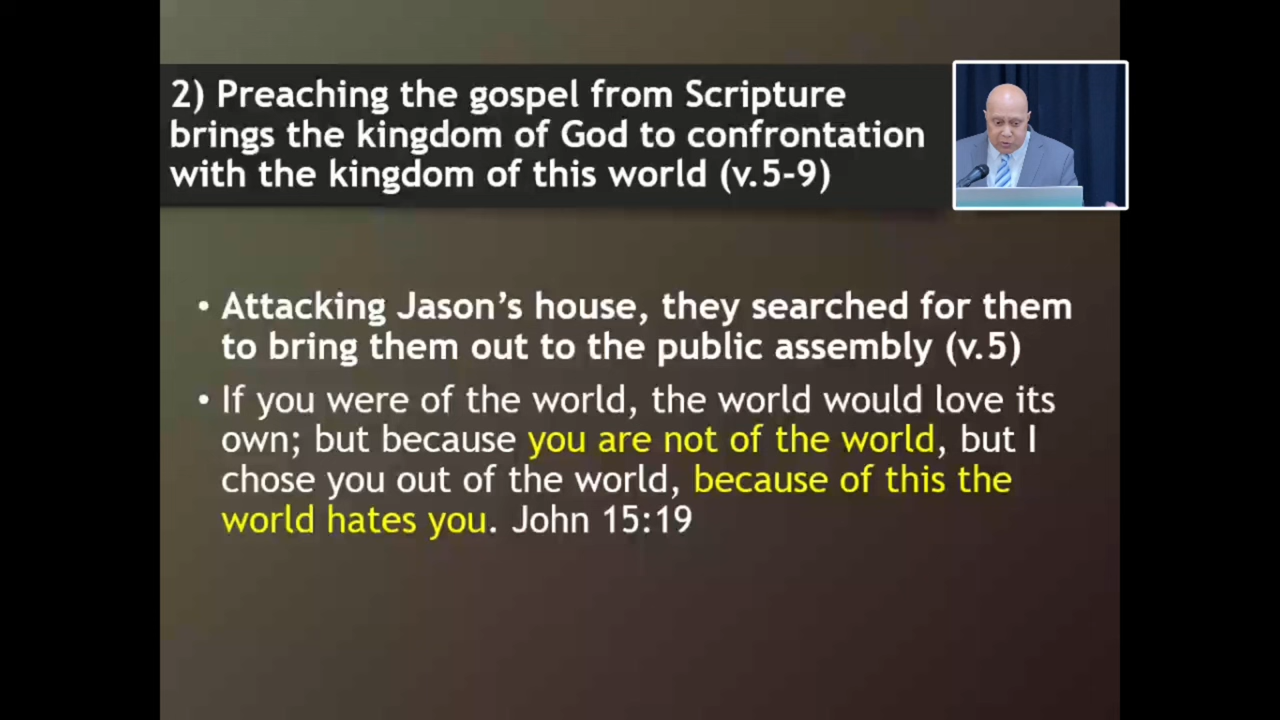 2) Preaching the gospel from Scripture
brings the kingdom of God to confrontation
with the kingdom of this world (v.5-9)
• Attacking Jason’s house, they searched for them
to bring them out to the public assembly (v.5)
• If you were of the world, the world would love its
own; but because you are not of the world, but I
chose you out of the world, because of this the
world hates you. John 15:19